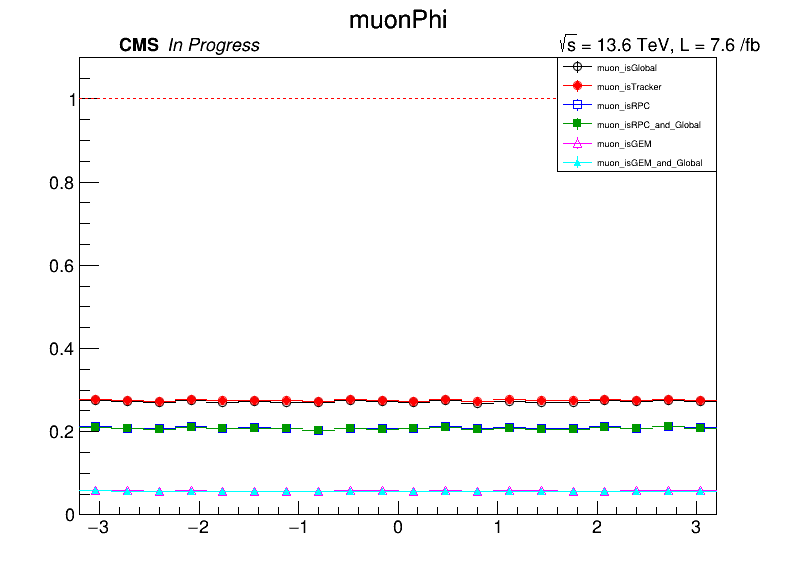 muonPhi
CMS In Progress
√s = 13.6 TeV, L = 7.6 /fb
muon_isGlobal
muon_isTracker
muon_isRPC
muon_isRPC_and_Global
muon_isGEM
muon_isGEM_and_Global
1
0.8
0.6
0.4
0.2
0
−3 −2 −1 0 1 2 3